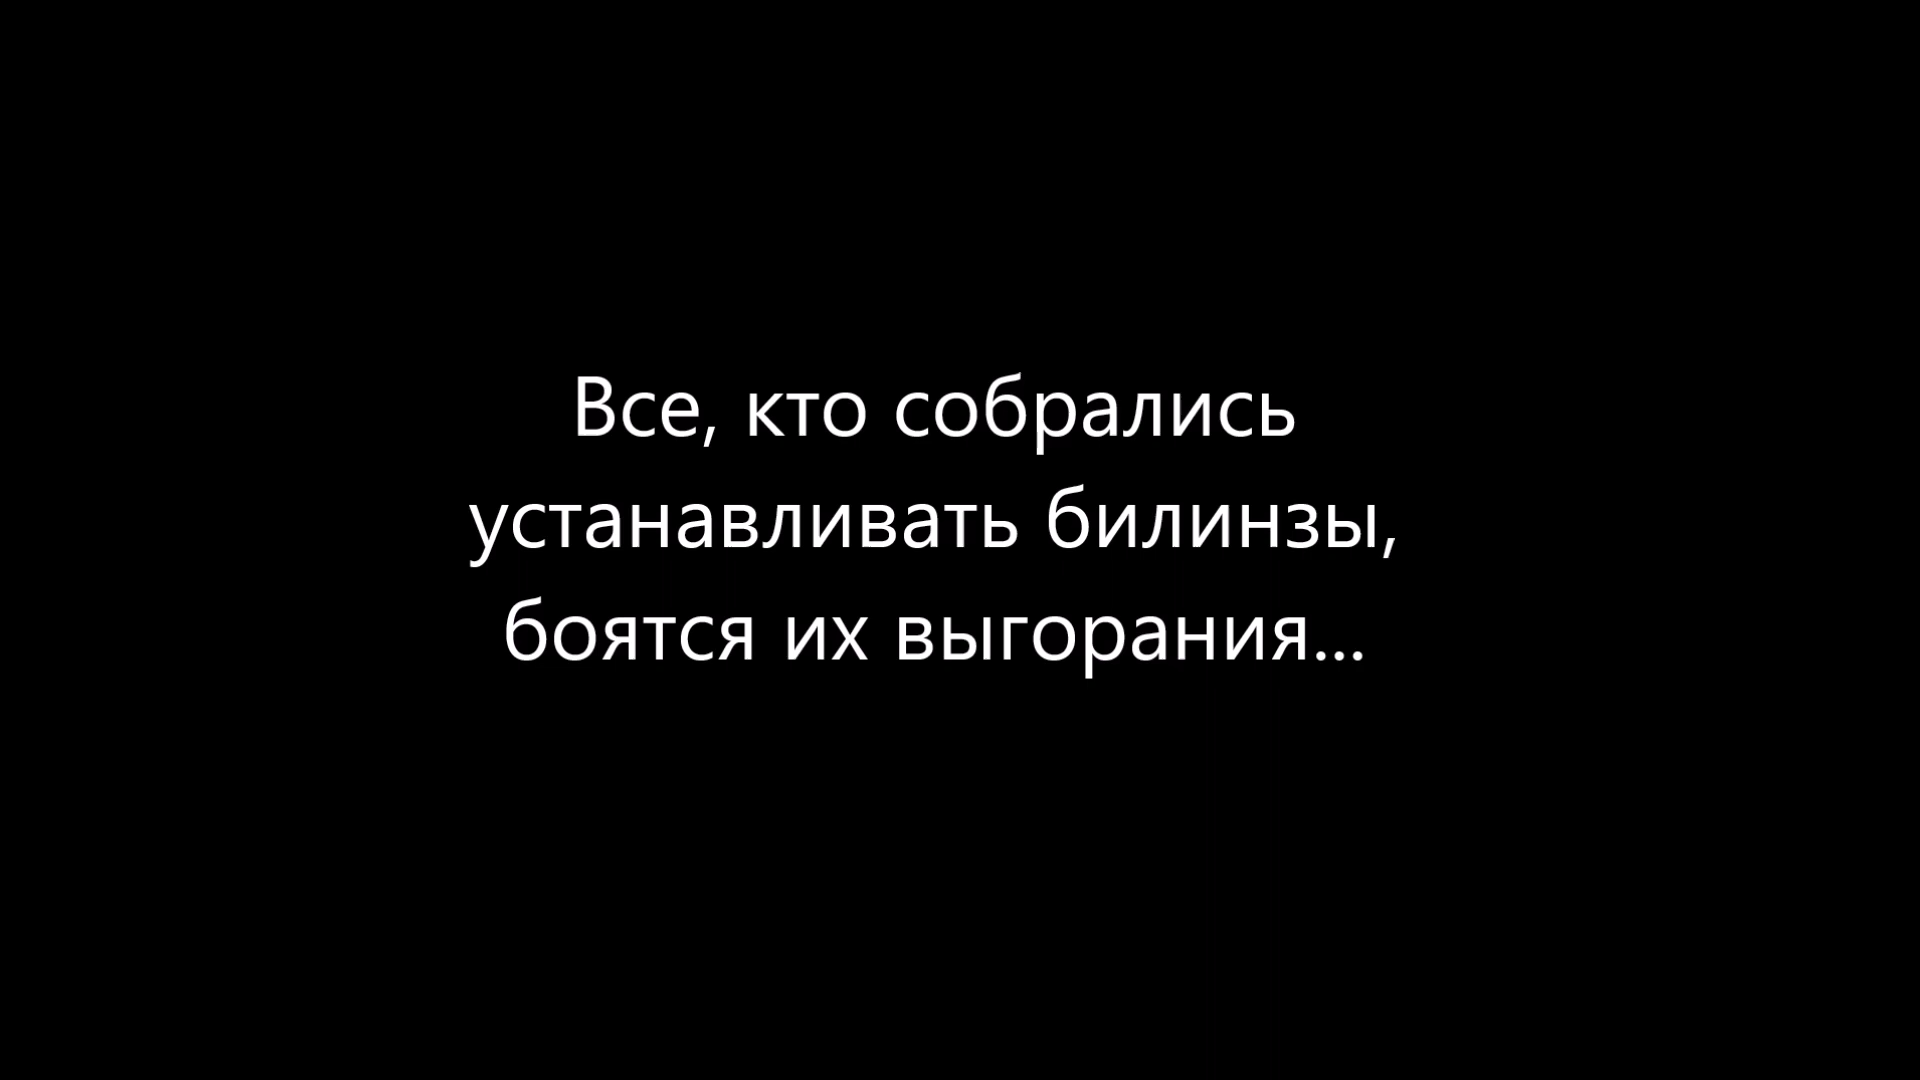 Все, кто собрались
устанавливать билинзы,
боятся их выгорания...